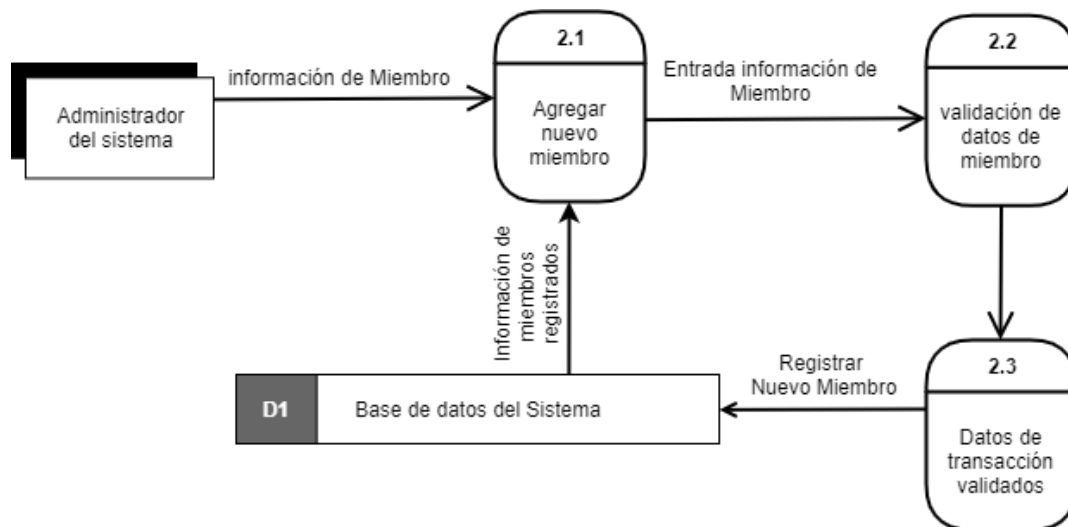 Administrador
del sistema
información de Miembro
2.1
Agregar
nuevo
miembro
Entrada información de
Miembro
2.2
validación de
datos de
miembro
Información de
miembros
registrados
D1
Base de datos del Sistema
Registrar
Nuevo Miembro
2.3
Datos de
transacción
validados